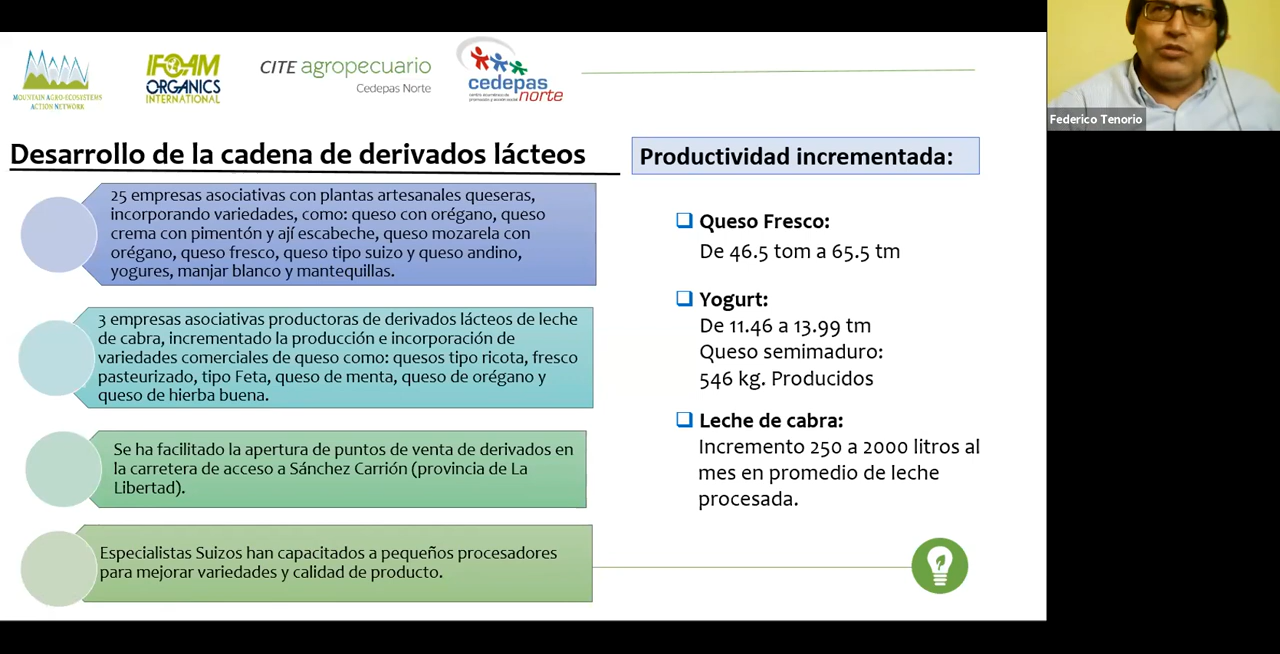 MOUNTAIN AGRO-ECOSYSTEMS
ACTION NETWORK
IFOAM
ORGANICS
INTERNATIONAL
CITE agropecuario
Cedepas Norte
cedepas
norte
Federico Tenorio
Desarrollo de la cadena de derivados lácteos
25 empresas asociativas con plantas artesanales queseras,
incorporando variedades, como: queso con orégano, queso
crema con pimentón y ají escabeche, queso mozarela con
orégano, queso fresco, queso tipo suizo y queso andino,
yogures, manjar blanco y mantequillas.
3 empresas asociativas productoras de derivados lácteos de leche
de cabra, incrementado la producción e incorporación de
variedades comerciales de queso como: quesos tipo ricota, fresco
pasteurizado, tipo Feta, queso de menta, queso de orégano y
queso de hierba buena.
Se ha facilitado la apertura de puntos de venta de derivados en
la carretera de acceso a Sánchez Carrión (provincia de La
Libertad).
Especialistas Suizos han capacitados a pequeños procesadores
para mejorar variedades y calidad de producto.
Productividad incrementada:
Queso Fresco:
De 46.5 tom a 65.5 tm
Yogurt:
De 11.46 a 13.99 tm
Queso semimaduro:
546 kg. Producidos
Leche de cabra:
Incremento 250 a 2000 litros al
mes en promedio de leche
procesada.